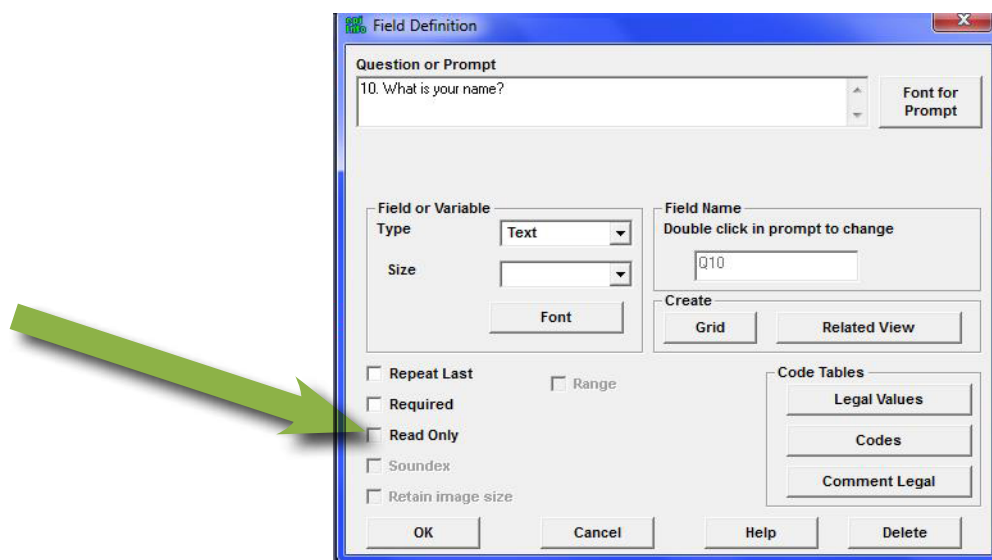 Epi Info Field Definition
Question or Prompt
10. What is your name?
Font for
Prompt
Field or Variable
Type
Text
Size
Font
Field Name
Double click in prompt to change
Q10
Create
Grid
Related View
Repeat Last
Range
Required
Read Only
Soundex
Retain image size
Code Tables
Legal Values
Codes
Comment Legal
OK
Cancel
Help
Delete